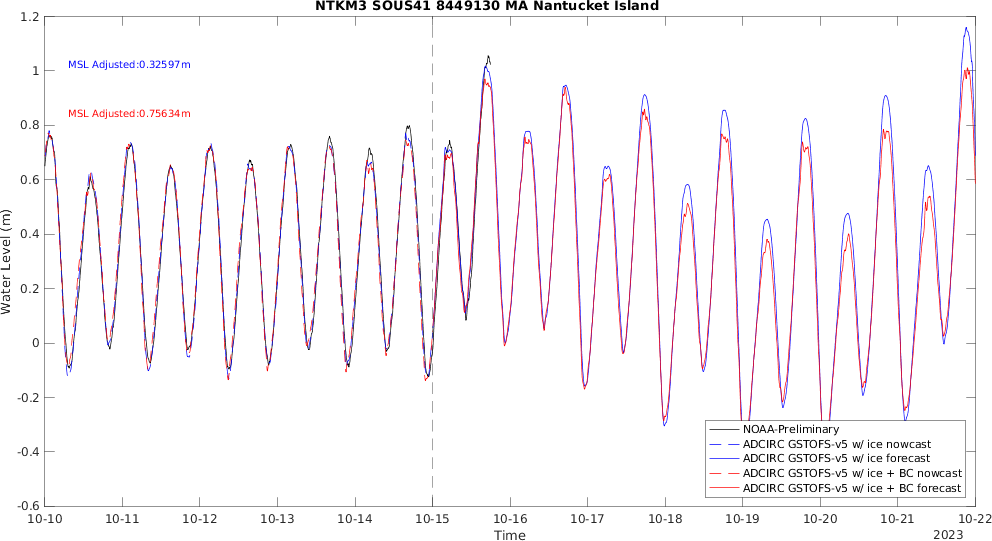 NTKM3 SOUS41 8449130 MA Nantucket Island
1.2
1
0.8
0.6
0.4
0.2
0
-0.2
-0.4
-0.6
Water Level (m)
MSL Adjusted:0.32597m
MSL Adjusted:0.75634m
NOAA-Preliminary
ADCIRC GSTOFS-v5 w/ ice nowcast
ADCIRC GSTOFS-v5 w/ ice forecast
ADCIRC GSTOFS-v5 w/ ice + BC nowcast
ADCIRC GSTOFS-v5 w/ ice + BC forecast
10-10 10-11 10-12 10-13 10-14 10-15 10-16 10-17 10-18 10-19 10-20 10-21 10-22
Time
2023